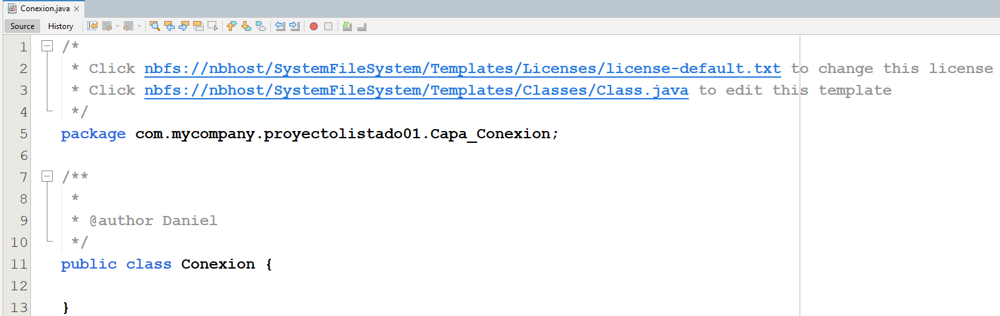 Conexion.java
Source History
1 /*
2 * Click nbfs://nbhost/SystemFileSystem/Templates/Licenses/license-default.txt to change this license
3 * Click nbfs://nbhost/SystemFileSystem/Templates/Classes/Class.java to edit this template
4 */
5 package com.mycompany.proyectolistado01.Capa_Conexion;
6
7 /**
8 *
9 * @author Daniel
10 */
11 public class Conexion {
12
13 }